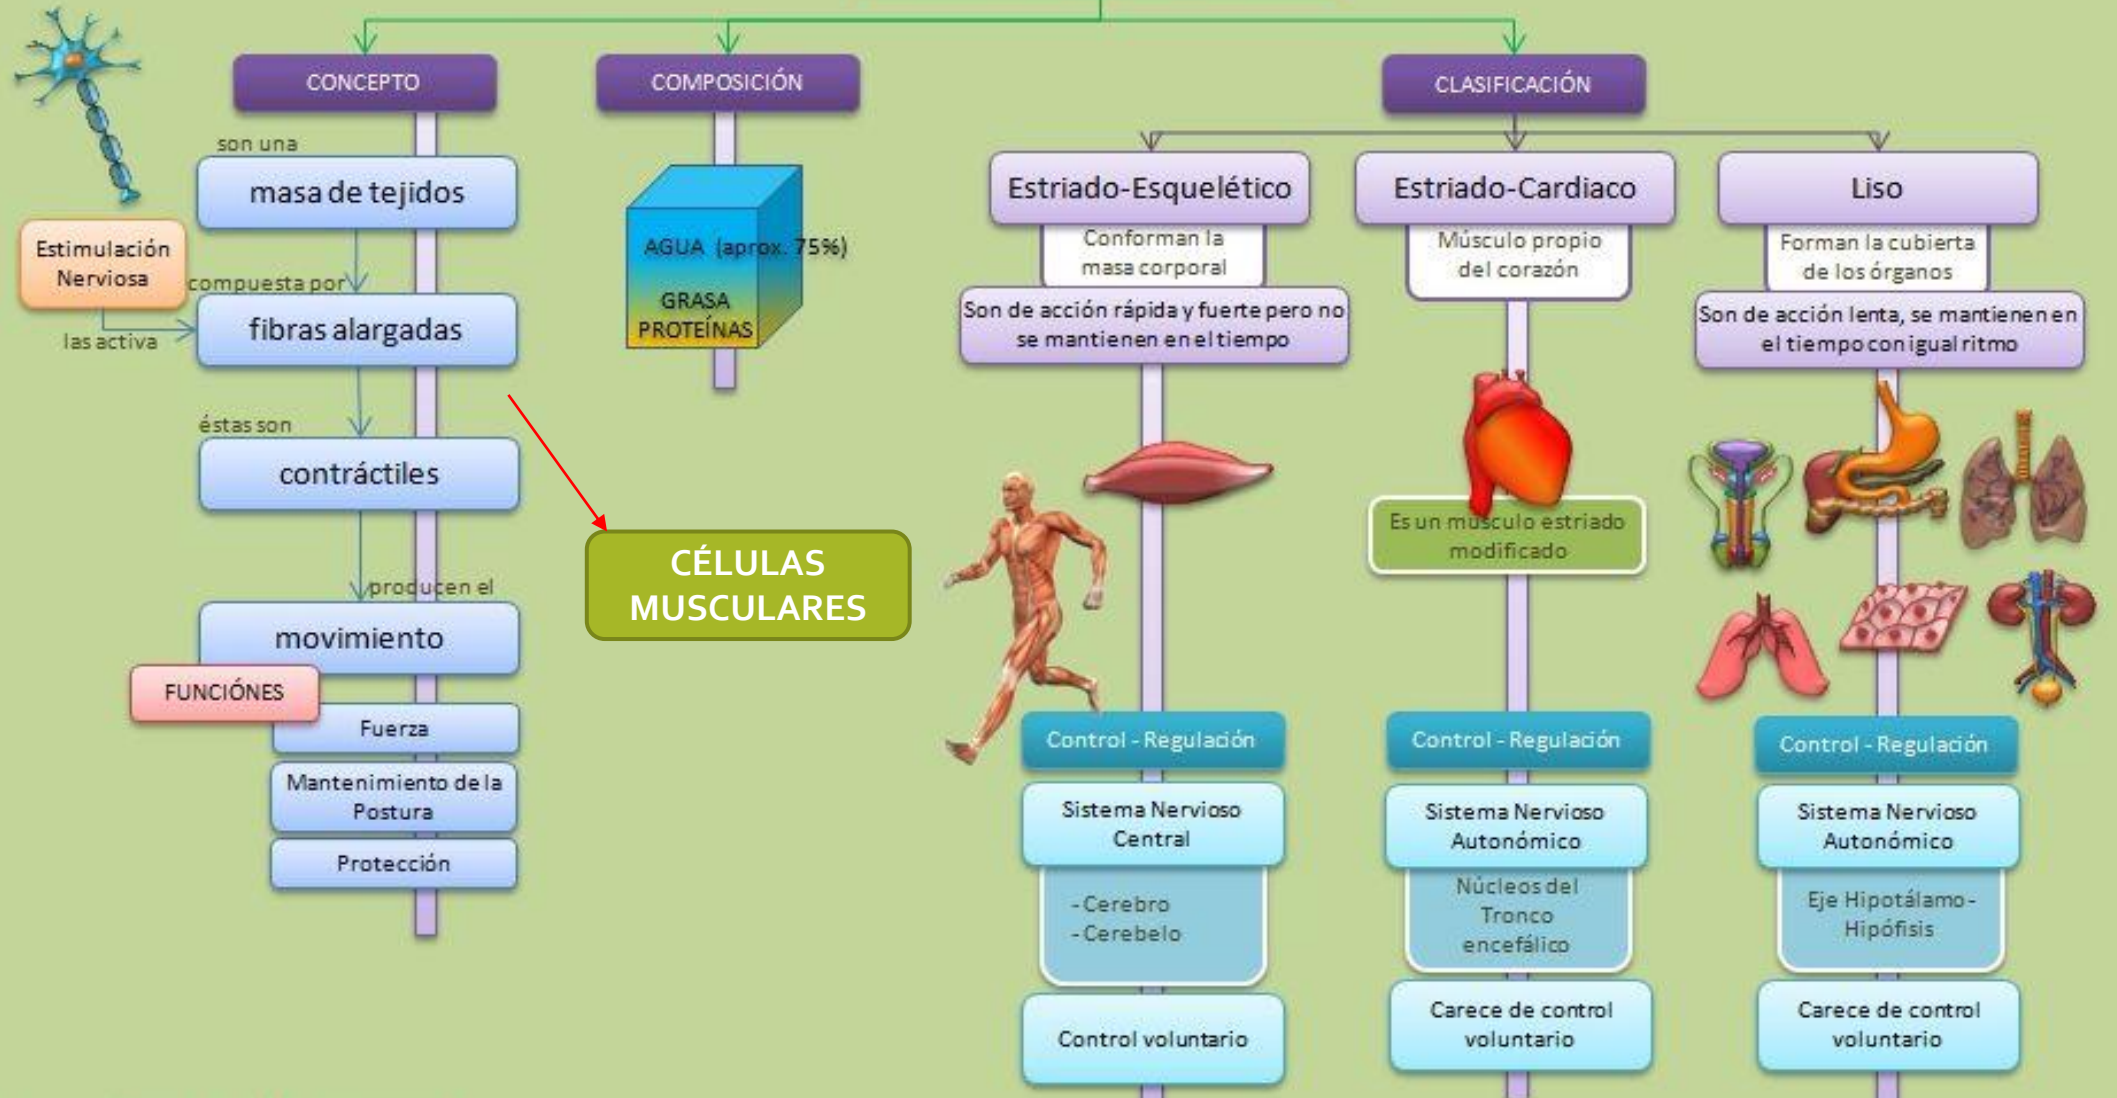 CONCEPTO
son una
masa de tejidos
Estimulación
Nerviosa
las activa
compuesta por
fibras alargadas
éstas son
contráctiles
producen el
movimiento
FUNCIÓNES
Fuerza
Mantenimiento de la
Postura
Protección
CÉLULAS
MUSCULARES
COMPOSICIÓN
AGUA (aprox. 75%)
GRASA
PROTEÍNAS
CLASIFICACIÓN
Estriado-Esquelético
Conforman la
masa corporal
Son de acción rápida y fuerte pero no
se mantienen en el tiempo
Control - Regulación
Sistema Nervioso
Central
- Cerebro
- Cerebelo
Control voluntario
Estriado-Cardiaco
Músculo propio
del corazón
Es un músculo estriado
modificado
Control - Regulación
Sistema Nervioso
Autonómico
Núcleos del
Tronco
encefálico
Carece de control
voluntario
Liso
Forman la cubierta
de los órganos
Son de acción lenta, se mantienen en
el tiempo con igual ritmo
Control - Regulación
Sistema Nervioso
Autonómico
Eje Hipotálamo-
Hipófisis
Carece de control
voluntario